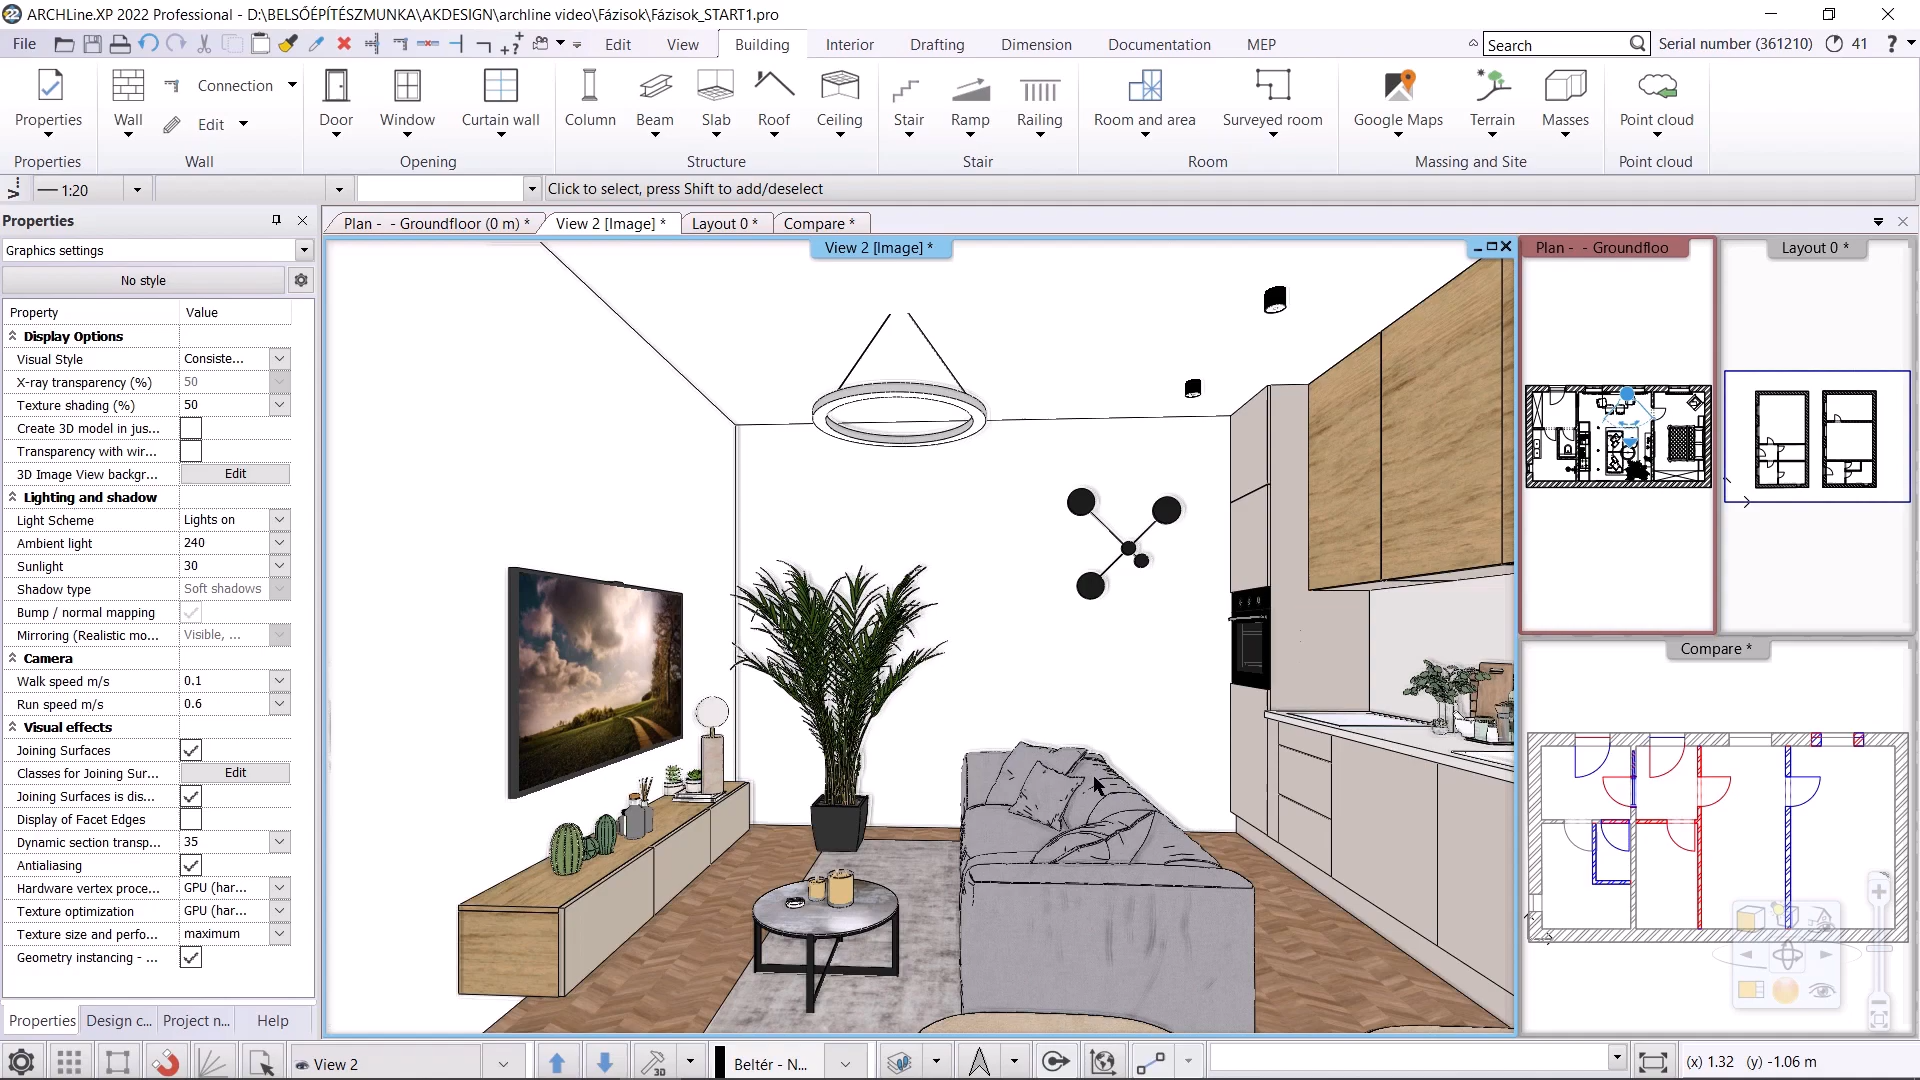 ARCHLine.XP 2022 Professional - D:\BELSŐÉPÍTÉSZMUNKA\AKDESIGN\archline video\Fázisok\Fázisok_START1.pro
File Edit View Building Interior Drafting Dimension Documentation MEP Search Serial number (361210) 41 ?
Properties Wall Connection Edit Door Window Curtain wall Column Beam Slab Roof Ceiling Stair Ramp Railing Room and area Surveyed room Google Maps Terrain Masses Point cloud
Properties Wall Opening Structure Stair Room Massing and Site Point cloud
1:20 Click to select, press Shift to add/deselect
Properties
Plan - - Groundfloor (0 m) * View 2 [Image] * Layout 0 * Compare *
View 2 [Image] *
Plan - - Groundfloo
Layout 0 *
Compare *
Graphics settings
No style
Property Value
Display Options
Visual Style Consiste...
X-ray transparency (%) 50
Texture shading (%) 50
Create 3D model in jus...
Transparency with wir...
3D Image View backgr... Edit
Lighting and shadow
Light Scheme Lights on
Ambient light 240
Sunlight 30
Shadow type Soft shadows
Bump / normal mapping
Mirroring (Realistic mo... Visible, ...
Camera
Walk speed m/s 0.1
Run speed m/s 0.6
Visual effects
Joining Surfaces
Classes for Joining Sur... Edit
Joining Surfaces is dis...
Display of Facet Edges
Dynamic section transp... 35
Antialiasing
Hardware vertex proce... GPU (har...
Texture optimization GPU (har...
Texture size and perfo... maximum
Geometry instancing - ...
Properties Design c... Project n... Help
View 2 3D Beltér - N... (x) 1.32 (y) -1.06 m